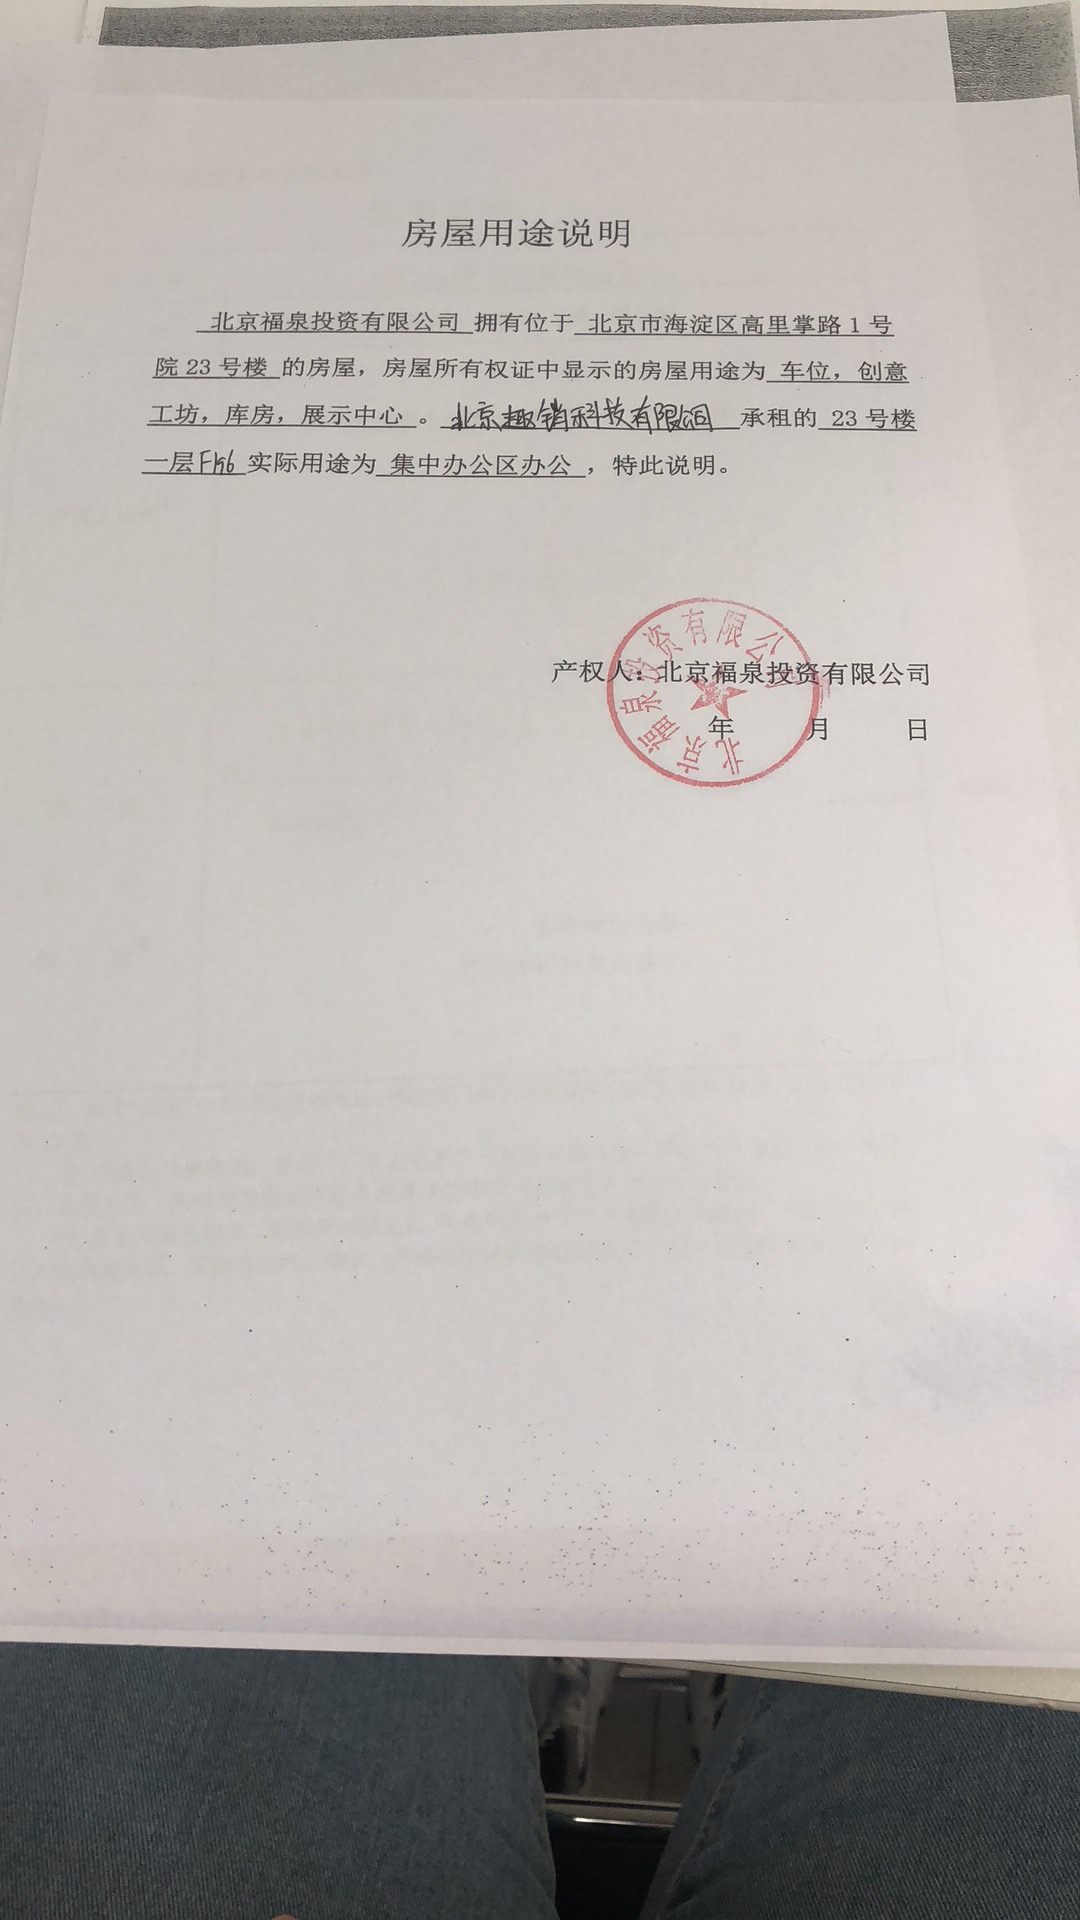 房屋用途说明
北京福泉投资有限公司 拥有位于 北京市海淀区高里掌路1号
院23号楼 的房屋，房屋所有权证中显示的房屋用途为 车位，创意
工坊，库房，展示中心 。北京趣销科技有限公司 承租的 23号楼
一层F146 实际用途为 集中办公区办公 ，特此说明。
北京福泉投资有限公司
产权人：北京福泉投资有限公司
年 月 日